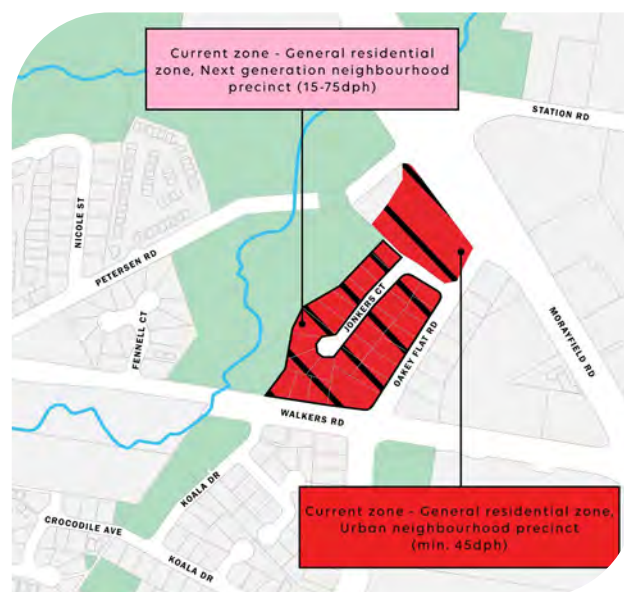 Current zone - General residential
zone, Next generation neighbourhood
precinct (15-75dph)
STATION RD
NICOLE ST
PETERSEN RD
JONKERS CT
FENNELL CT
OAKEY FLAT RD
MORAYFIELD RD
WALKERS RD
KOALA DR
CROCODILE AVE
KOALA DR
Current zone - General residential zone,
Urban neighbourhood precinct
(min. 45dph)